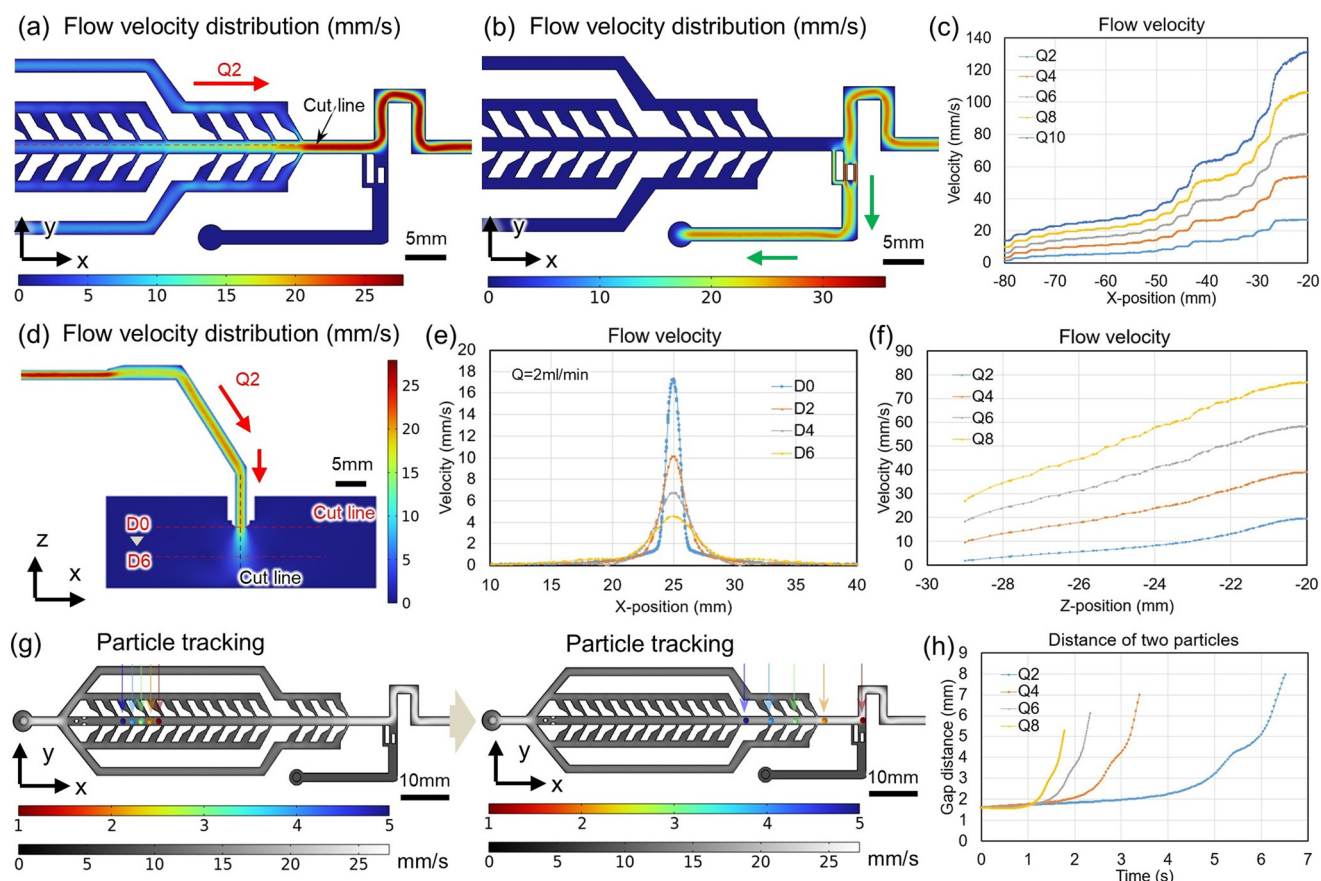 (a) Flow velocity distribution (mm/s)
Q2
Cut line
y
x
5mm
0 5 10 15 20 25
(b) Flow velocity distribution (mm/s)
y
x
5mm
0 10 20 30
(c) Flow velocity
Velocity (mm/s)
140
120
100
80
60
40
20
0
Q2
Q4
Q6
Q8
Q10
-80 -70 -60 -50 -40 -30 -20
X-position (mm)
(d) Flow velocity distribution (mm/s)
Q2
5mm
D0
Cut line
D6
Cut line
z
x
25
20
15
10
5
0
(e) Flow velocity
Velocity (mm/s)
20
18
16
14
12
10
8
6
4
2
0
Q=2ml/min
D0
D2
D4
D6
10 15 20 25 30 35 40
X-position (mm)
(f) Flow velocity
Velocity (mm/s)
90
80
70
60
50
40
30
20
10
0
Q2
Q4
Q6
Q8
-30 -28 -26 -24 -22 -20
Z-position (mm)
(g) Particle tracking
y
x
10mm
1 2 3 4 5
0 5 10 15 20 25 mm/s
Particle tracking
y
x
10mm
1 2 3 4 5
0 5 10 15 20 25 mm/s
(h) Distance of two particles
Gap distance (mm)
9
8
7
6
5
4
3
2
1
0
Q2
Q4
Q6
Q8
0 1 2 3 4 5 6 7
Time (s)